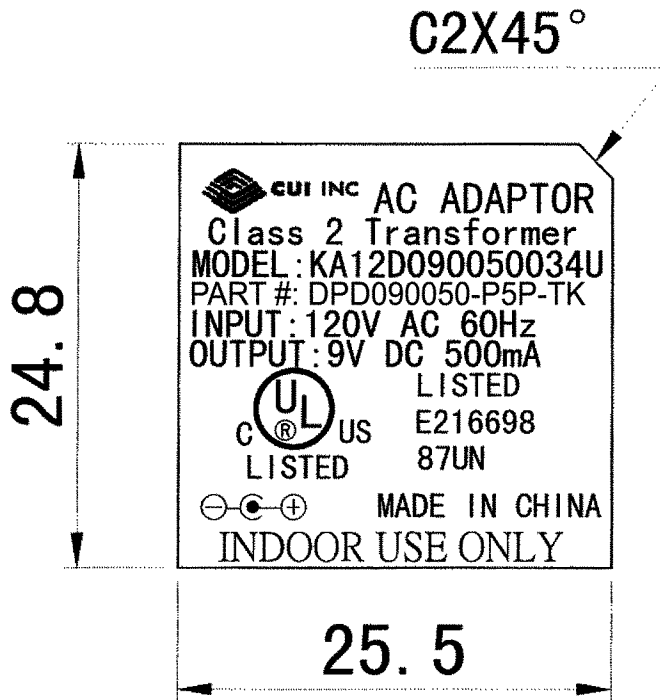 C2X45°
CUI INC AC ADAPTOR
Class 2 Transformer
MODEL:KA12D090050034U
PART #: DPD090050-P5P-TK
INPUT:120V AC 60Hz
OUTPUT:9V DC 500mA
UL
C ® US
LISTED
LISTED
E216698
87UN
MADE IN CHINA
INDOOR USE ONLY
24.8
25.5